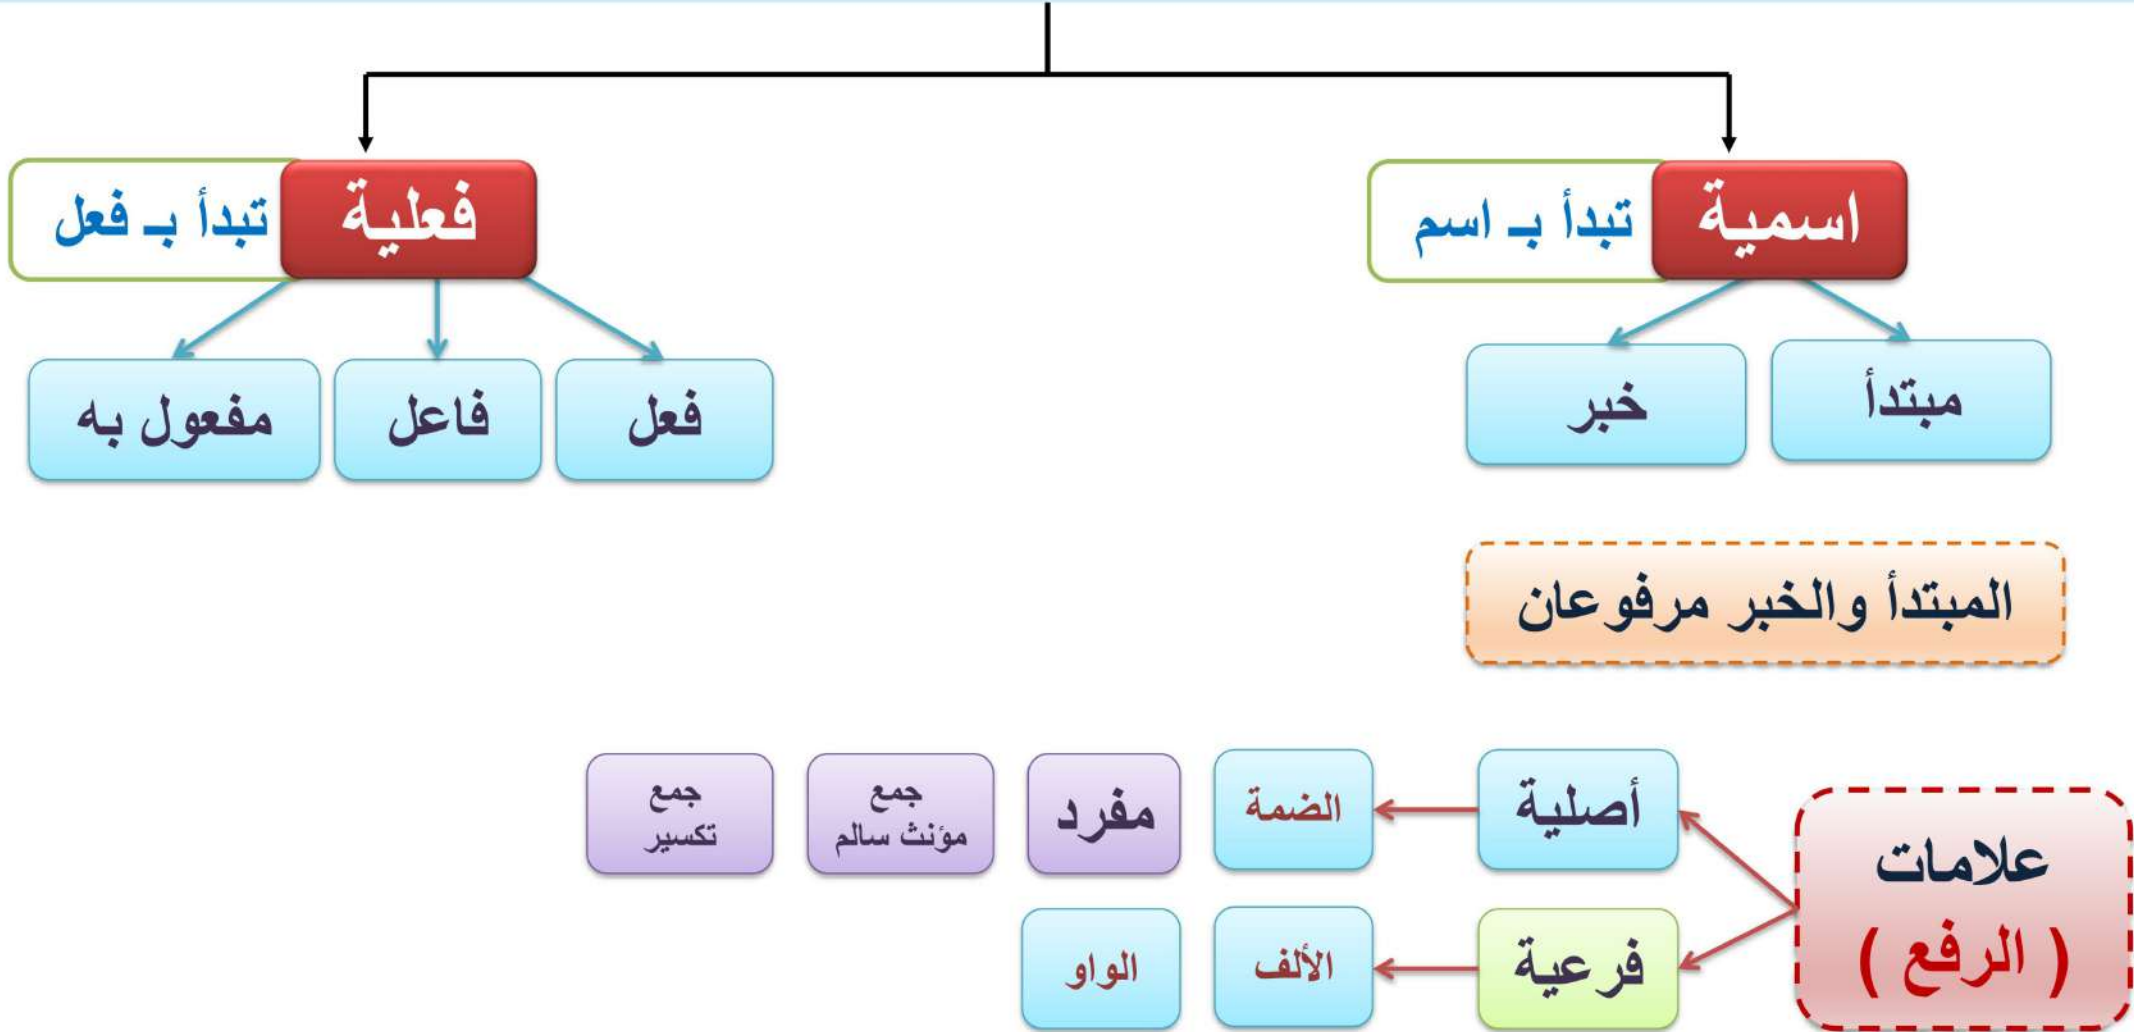 اسمية
تبدأ بـ اسم
فعلية
تبدأ بـ فعل
مبتدأ
خبر
فعل
فاعل
مفعول به
المبتدأ والخبر مرفوعان
علامات
( الرفع )
أصلية
الضمة
مفرد
جمع
مؤنث سالم
جمع
تكسير
فرعية
الألف
الواو